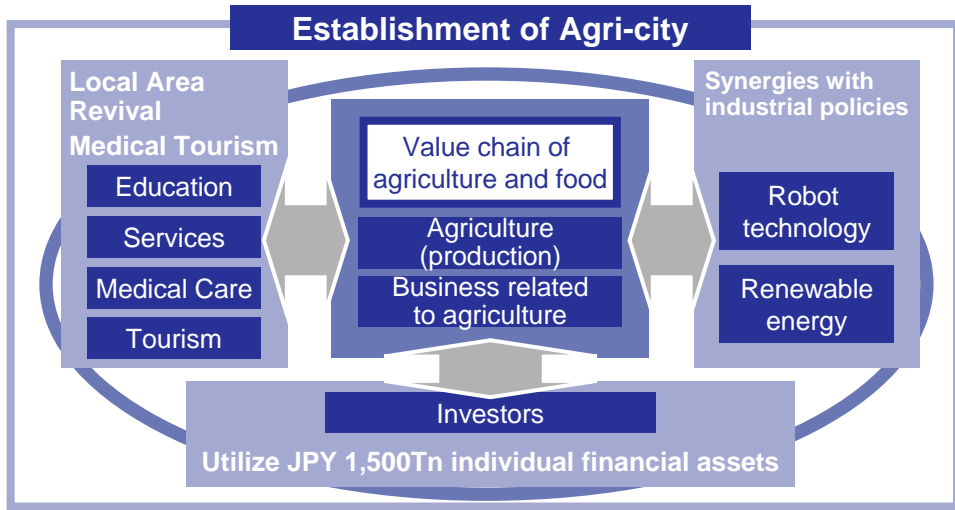 Establishment of Agri-city
Local Area
Revival
Medical Tourism
Education
Services
Medical Care
Tourism
Value chain of
agriculture and food
Agriculture
(production)
Business related
to agriculture
Synergies with
industrial policies
Robot
technology
Renewable
energy
Investors
Utilize JPY 1,500Tn individual financial assets